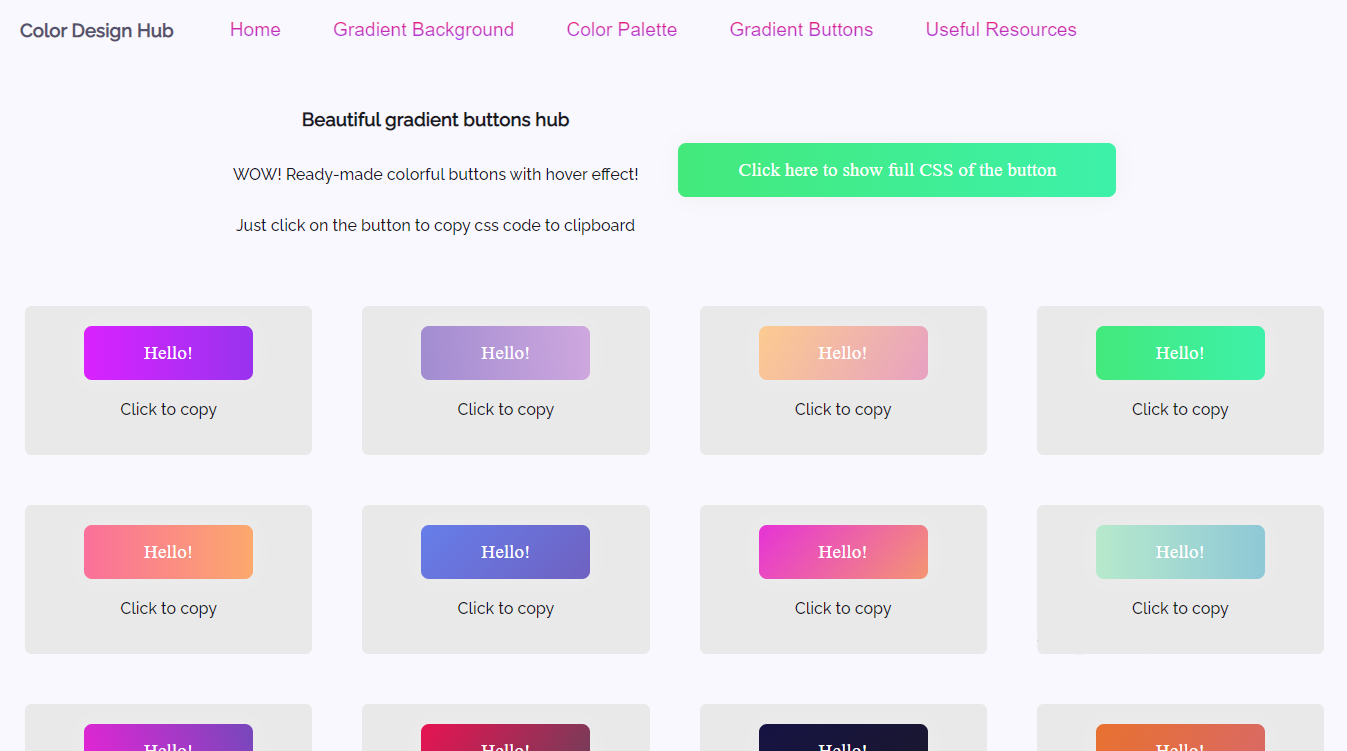 Color Design Hub Home Gradient Background Color Palette Gradient Buttons Useful Resources
Beautiful gradient buttons hub
WOW! Ready-made colorful buttons with hover effect!
Click here to show full CSS of the button
Just click on the button to copy css code to clipboard
Hello! Hello! Hello! Hello!
Click to copy Click to copy Click to copy Click to copy
Hello! Hello! Hello! Hello!
Click to copy Click to copy Click to copy Click to copy
Hello! Hello! Hello! Hello!